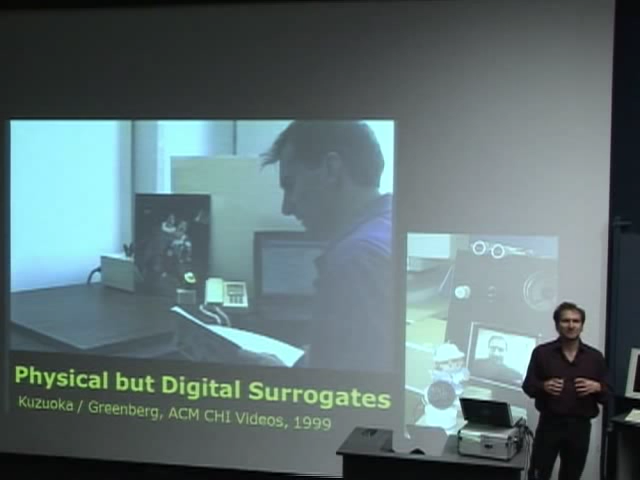 Physical but Digital Surrogates
Kuzuoka / Greenberg, ACM CHI Videos, 1999